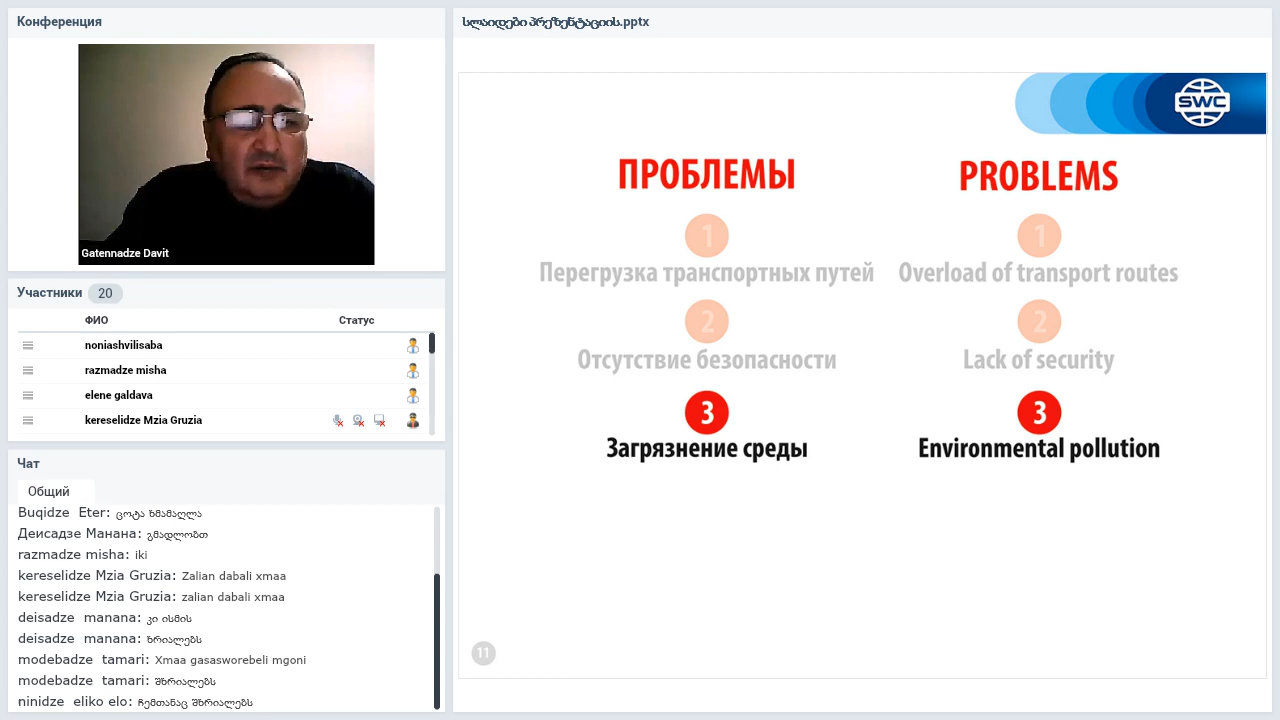 Конференция
Gatennadze Davit
Участники 20
ФИО Статус
noniashvilisaba
razmadze misha
elene galdava
kereselidze Mzia Gruzia
Чат
Общий
Buqidze Eter: ცოტა ხმამაღლა
Деисадзе Манана: გმადლობთ
razmadze misha: iki
kereselidze Mzia Gruzia: Zalian dabali xmaa
kereselidze Mzia Gruzia: zalian dabali xmaa
deisadze manana: კი ისმის
deisadze manana: ხრიალებს
modebadze tamari: Xmaa gasasworebeli mgoni
modebadze tamari: შხრიალებს
ninidze eliko elo: ჩემთანაც შხრიალებს
სლაიდები პრეზენტაციის.pptx
SWC
ПРОБЛЕМЫ
1
Перегрузка транспортных путей
2
Отсутствие безопасности
3
Загрязнение среды
PROBLEMS
1
Overload of transport routes
2
Lack of security
3
Environmental pollution
11